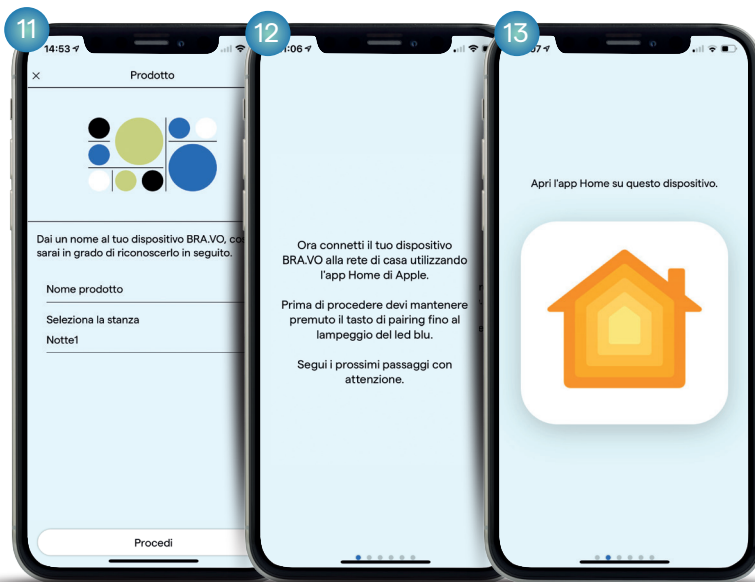 11
14:53
Prodotto
Dai un nome al tuo dispositivo BRA.VO,
sarai in grado di riconoscerlo in seguito.
Nome prodotto
Seleziona la stanza
Notte1
Procedi
12
:06
Ora connetti il tuo dispositivo
BRA.VO alla rete di casa utilizzando
l'app Home di Apple.
Prima di procedere devi mantenere
premuto il tasto di pairing fino al
lampeggio del led blu.
Segui i prossimi passaggi con
attenzione.
13
Apri l'app Home su questo dispositivo.